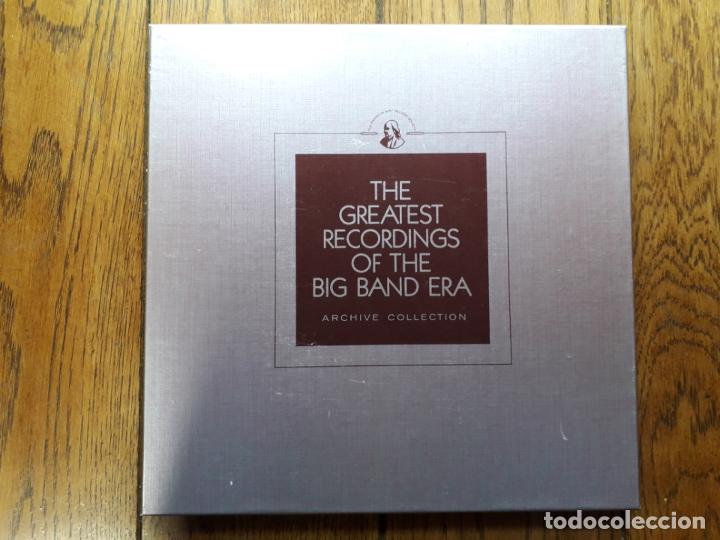 THE
GREATEST
RECORDINGS
OF THE
BIG BAND ERA
ARCHIVE COLLECTION
todocoleccion